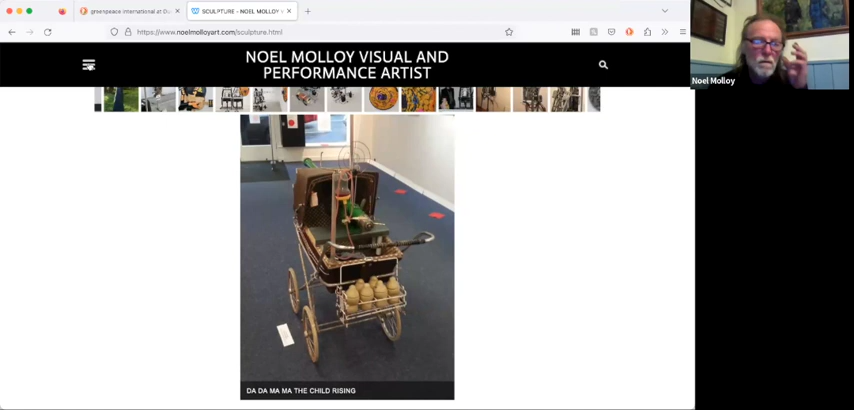 greenpeace international at Du
SCULPTURE - NOEL MOLLOY
https://www.noelmolloyart.com/sculpture.html
NOEL MOLLOY VISUAL AND
PERFORMANCE ARTIST
Noel Molloy
DA DA MA MA THE CHILD RISING